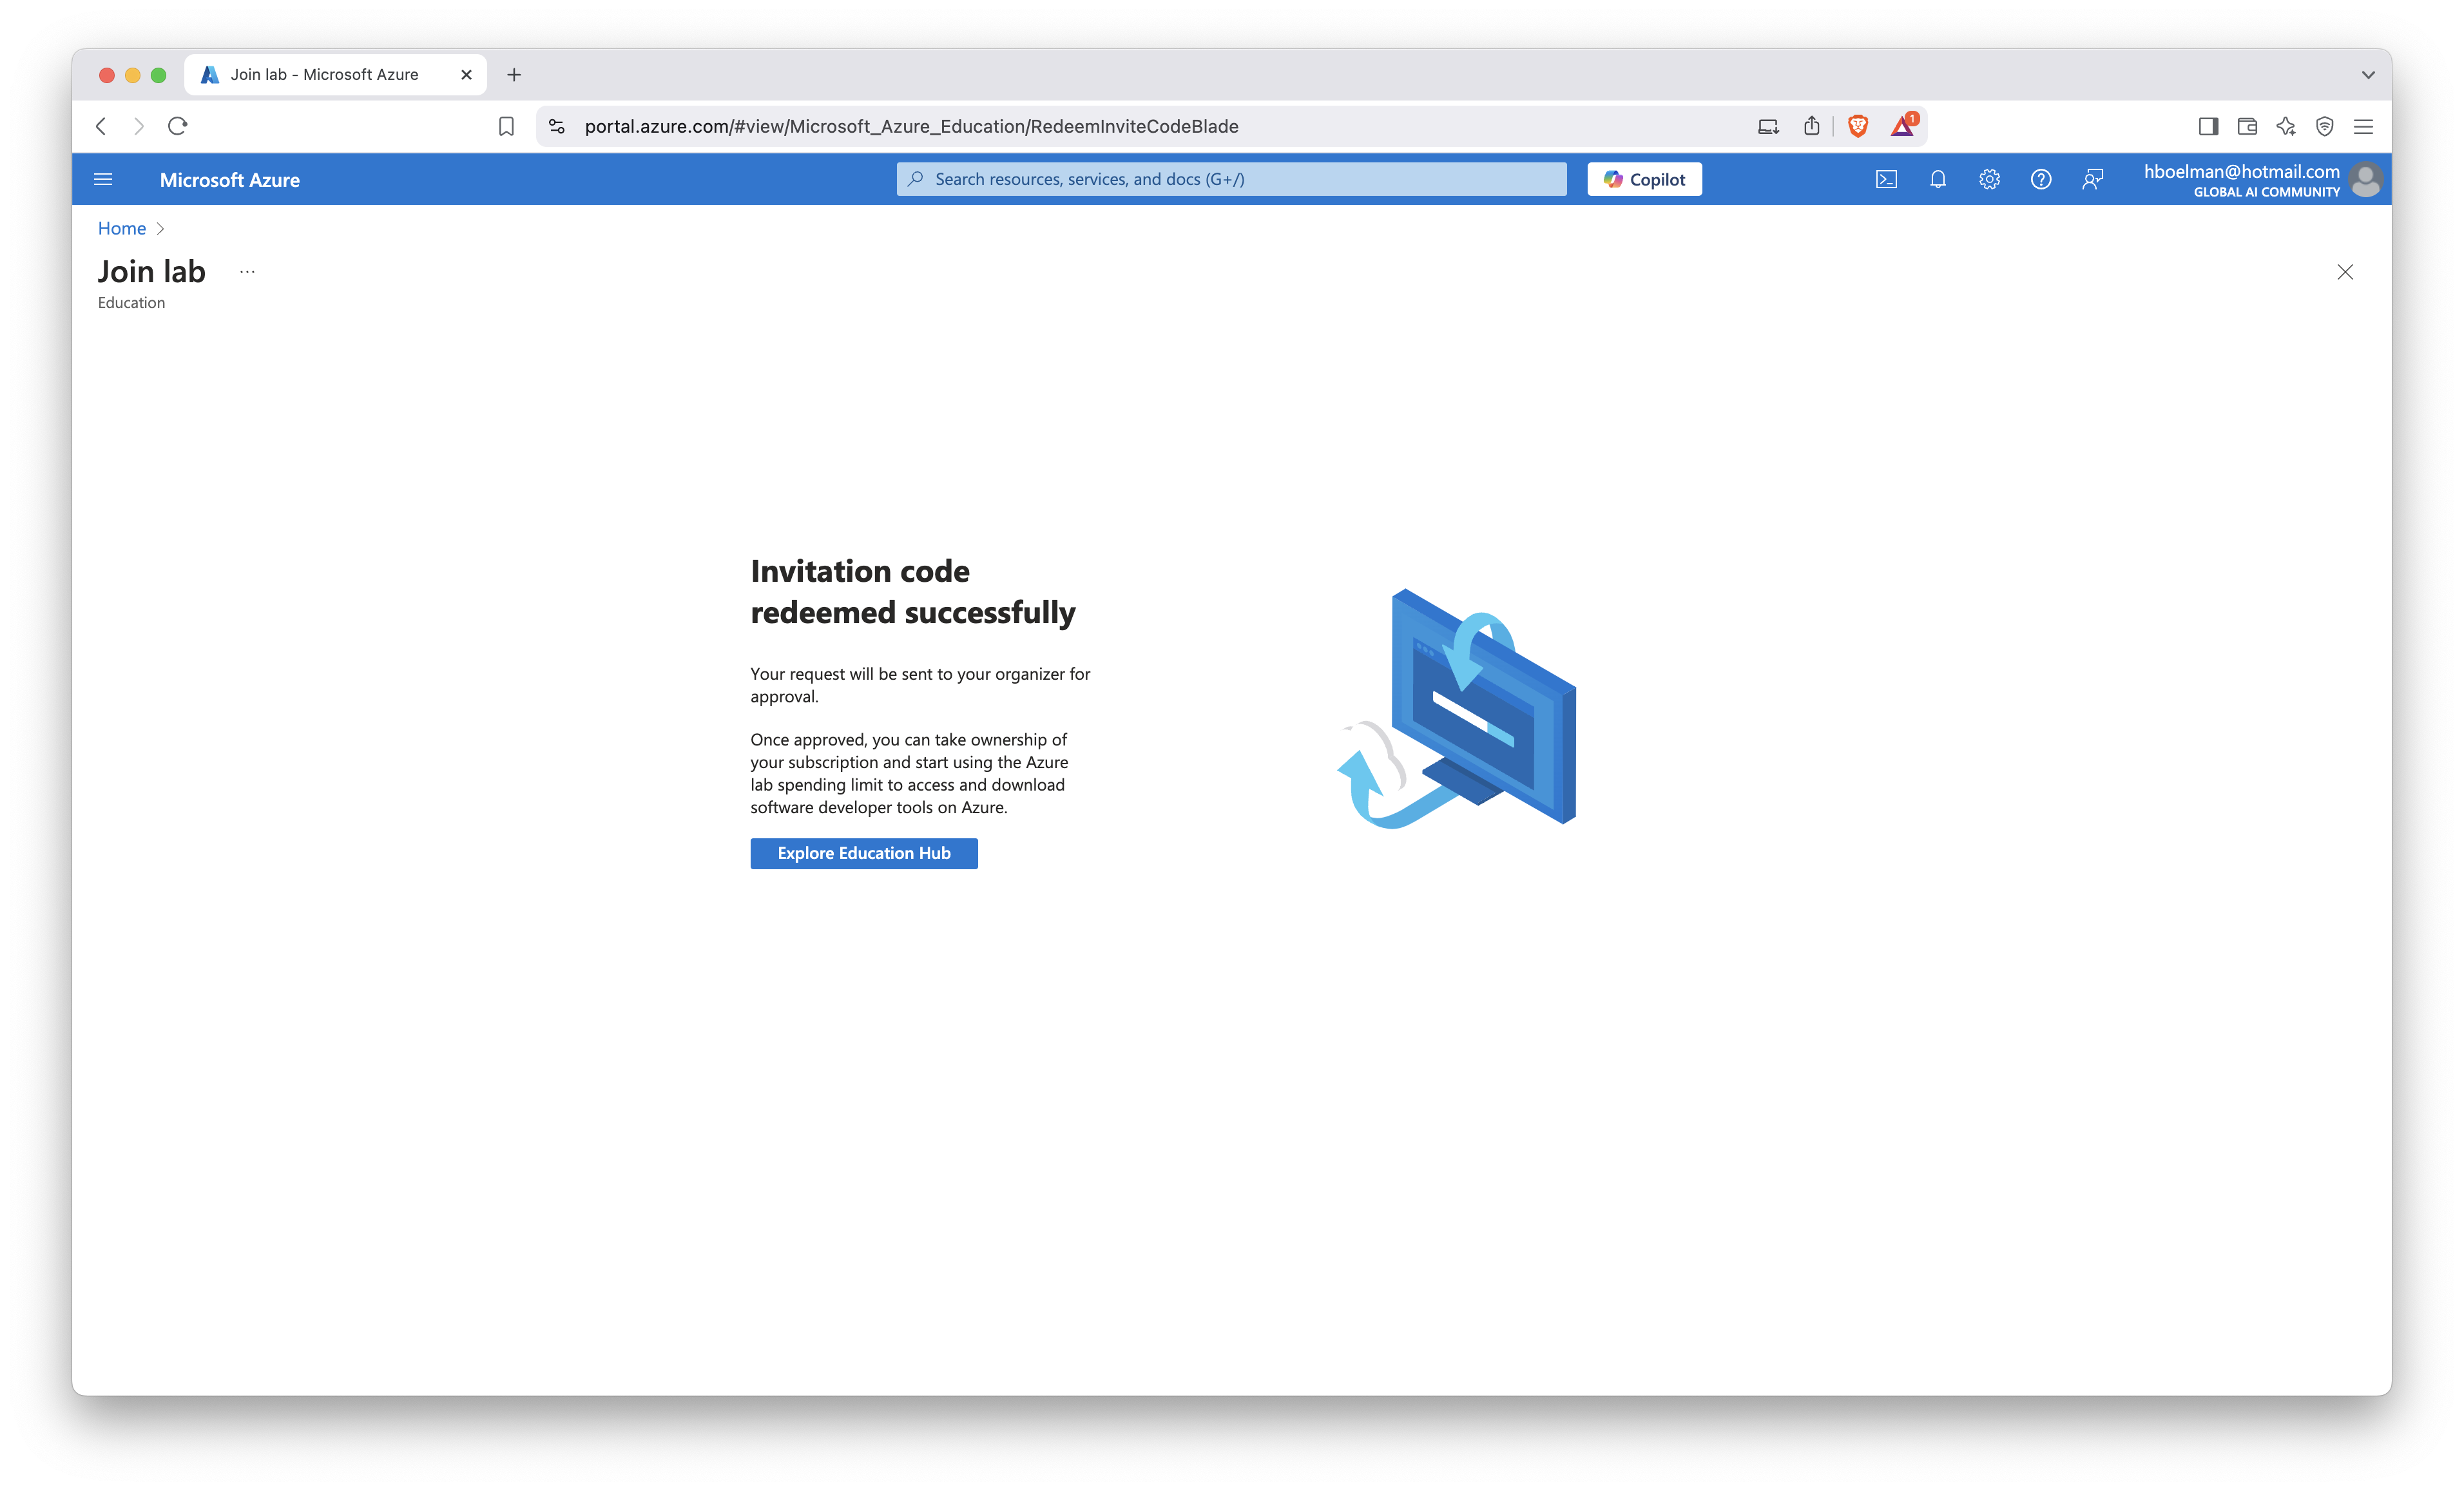 Join lab - Microsoft Azure
portal.azure.com/#view/Microsoft_Azure_Education/RedeemInviteCodeBlade
1
Microsoft Azure
Search resources, services, and docs (G+/)
Copilot
hboelman@hotmail.com
GLOBAL AI COMMUNITY
Home
Join lab
Education
Invitation code
redeemed successfully
Your request will be sent to your organizer for
approval.
Once approved, you can take ownership of
your subscription and start using the Azure
lab spending limit to access and download
software developer tools on Azure.
Explore Education Hub